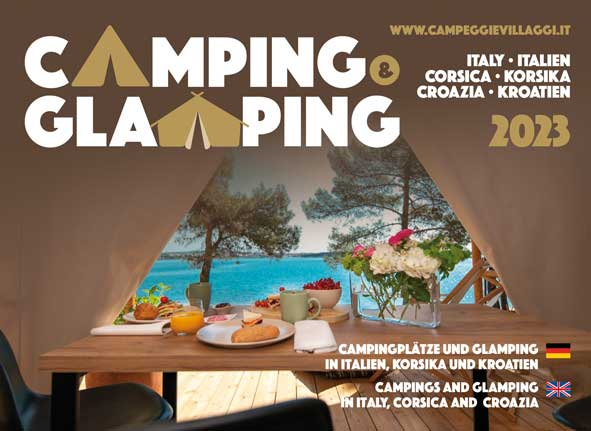 WWW.CAMPEGGIEVILLAGGI.IT
CAMPING &
GLAMPING
ITALY • ITALIEN
CORSICA • KORSIKA
CROAZIA • KROATIEN
2023
CAMPINGPLÄTZE UND GLAMPING
IN ITALIEN, KORSIKA UND KROATIEN
CAMPINGS AND GLAMPING
IN ITALY, CORSICA AND CROAZIA